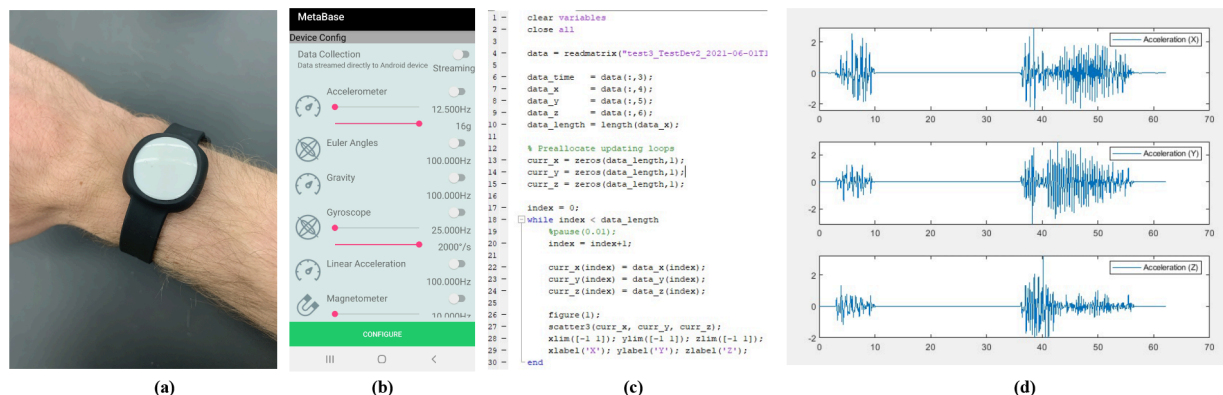 MetaBase
Device Config
Data Collection
Data streamed directly to Android device
Streaming
Accelerometer
12.500Hz
16g
Euler Angles
100.000Hz
Gravity
100.000Hz
Gyroscope
25.000Hz
2000°/s
Linear Acceleration
100.000Hz
Magnetometer
10.000Hz
CONFIGURE
1 - clear variables
2 - close all
3
4 - data = readmatrix("test3_TestDev2_2021-06-01T1
5
6 - data_time = data(:,3);
7 - data_x = data(:,4);
8 - data_y = data(:,5);
9 - data_z = data(:,6);
10 - data_length = length(data_x);
11
12 % Preallocate updating loops
13 - curr_x = zeros(data_length,1);
14 - curr_y = zeros(data_length,1);
15 - curr_z = zeros(data_length,1);
16
17 - index = 0;
18 - while index < data_length
19 %pause(0.01);
20 - index = index+1;
21
22 - curr_x(index) = data_x(index);
23 - curr_y(index) = data_y(index);
24 - curr_z(index) = data_z(index);
25
26 - figure(1);
27 - scatter3(curr_x, curr_y, curr_z);
28 - xlim([-1 1]); ylim([-1 1]); zlim([-1 1]);
29 - xlabel('X'); ylabel('Y'); zlabel('Z');
30 - end
Acceleration (X)
2
0
-2
0 10 20 30 40 50 60 70
Acceleration (Y)
2
0
-2
0 10 20 30 40 50 60 70
Acceleration (Z)
2
0
-2
0 10 20 30 40 50 60 70
(a) (b) (c) (d)